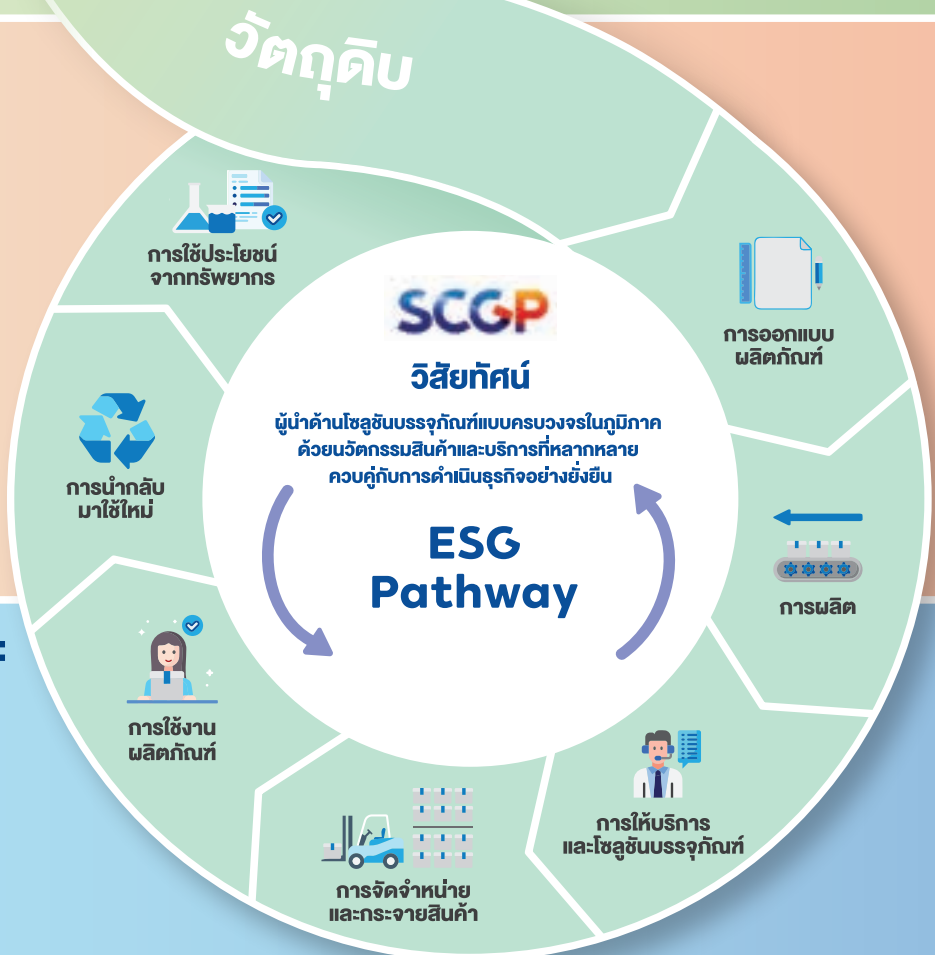 วัตถุดิบ
การใช้ประโยชน์
จากทรัพยากร
SCGP
วิสัยทัศน์
ผู้นำด้านโซลูชันบรรจุภัณฑ์แบบครบวงจรในภูมิภาค
ด้วยนวัตกรรมสินค้าและบริการที่หลากหลาย
ควบคู่กับการดำเนินธุรกิจอย่างยั่งยืน
ESG
Pathway
การออกแบบ
ผลิตภัณฑ์
การผลิต
การให้บริการ
และโซลูชันบรรจุภัณฑ์
การจัดจำหน่าย
และกระจายสินค้า
การใช้งาน
ผลิตภัณฑ์
การนำกลับ
มาใช้ใหม่